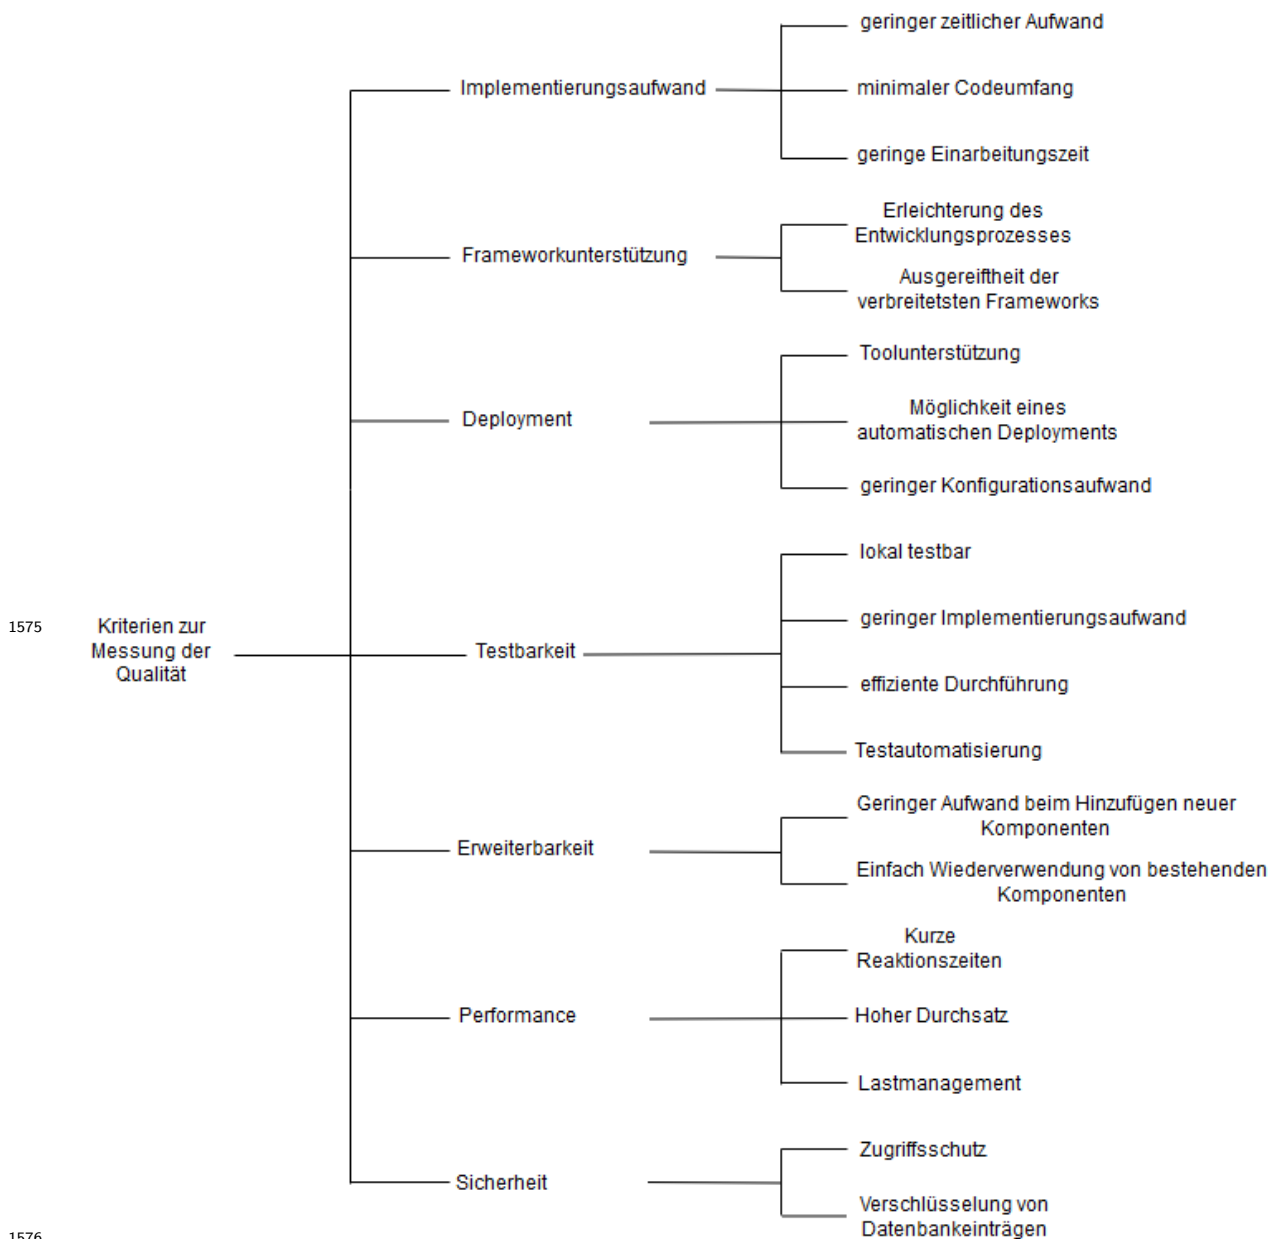 geringer zeitlicher Aufwand
Implementierungsaufwand
minimaler Codeumfang
geringe Einarbeitungszeit
Erleichterung des
Entwicklungsprozesses
Frameworkunterstützung
Ausgereiftheit der
verbreitetsten Frameworks
Toolunterstützung
Deployment
Möglichkeit eines
automatischen Deployments
geringer Konfigurationsaufwand
lokal testbar
1575
Kriterien zur
Messung der
Qualität
geringer Implementierungsaufwand
Testbarkeit
effiziente Durchführung
Testautomatisierung
Geringer Aufwand beim Hinzufügen neuer
Komponenten
Erweiterbarkeit
Einfach Wiederverwendung von bestehenden
Komponenten
Kurze
Reaktionszeiten
Performance
Hoher Durchsatz
Lastmanagement
Zugriffsschutz
Sicherheit
Verschlüsselung von
Datenbankeinträgen
1576